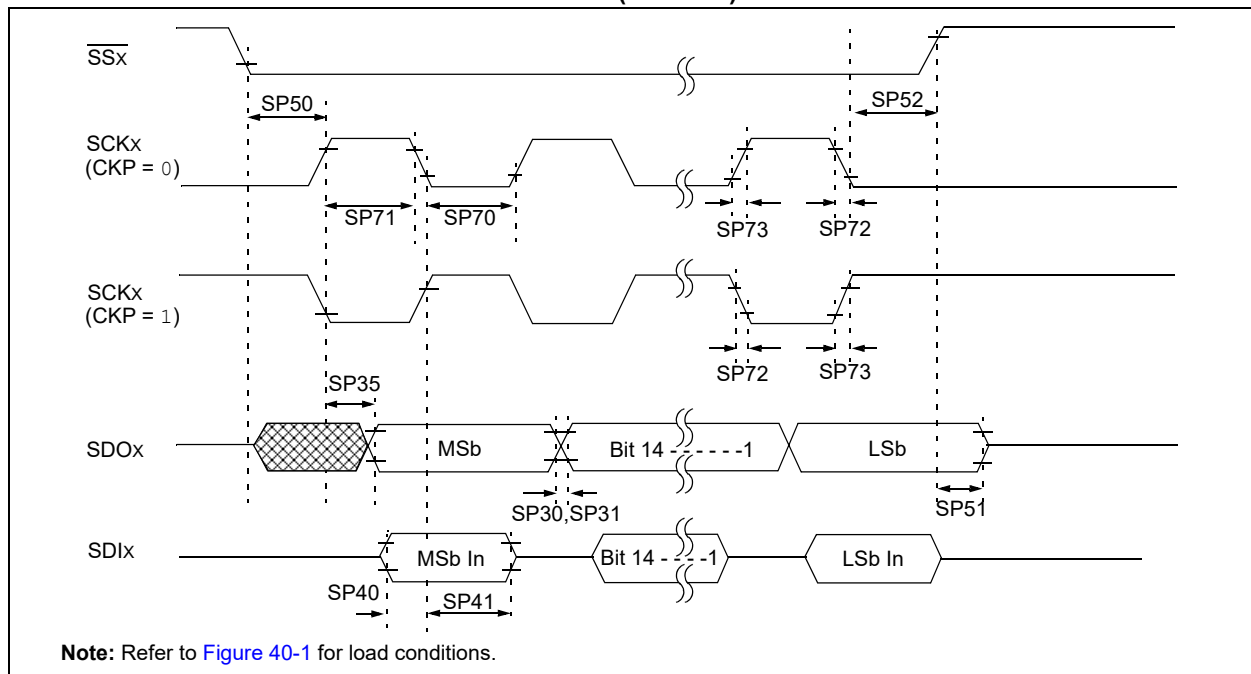 SSx
SP50
SP52
SCKx
(CKP = 0)
SP71
SP70
SP73
SP72
SCKx
(CKP = 1)
SP72
SP73
SP35
SDOx
MSb
Bit 14 - - - - - -1
LSb
SP30,SP31
SP51
SDIx
MSb In
Bit 14 - - - -1
LSb In
SP40
SP41
Note: Refer to Figure 40-1 for load conditions.